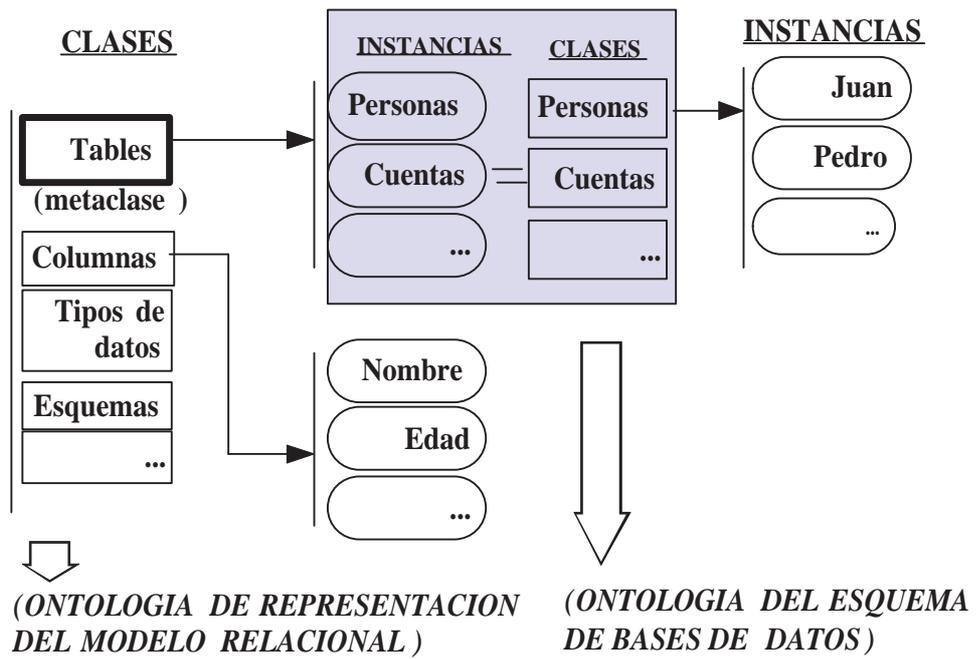 CLASES
Tables
(metaclase )
Columnas
Tipos de
datos
Esquemas
...
INSTANCIAS
Personas
Cuentas
...
CLASES
Personas
Cuentas
...
INSTANCIAS
Juan
Pedro
...
Nombre
Edad
...
(ONTOLOGIA DE REPRESENTACION
DEL MODELO RELACIONAL )
(ONTOLOGIA DEL ESQUEMA
DE BASES DE DATOS )